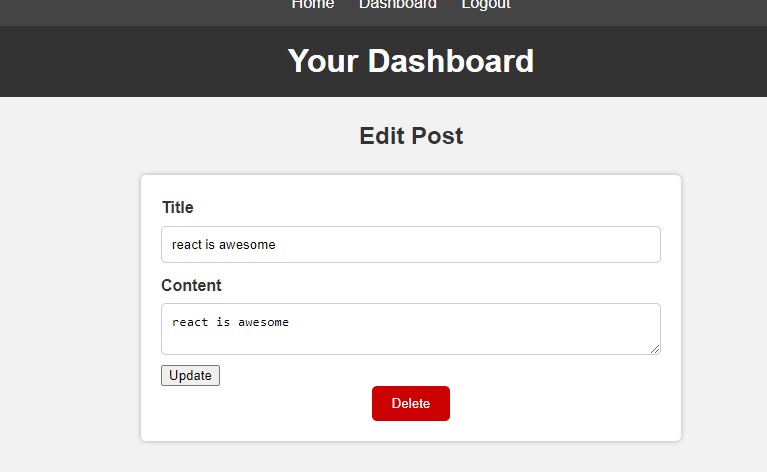 Home Dashboard Logout
Your Dashboard
Edit Post
Title
react is awesome
Content
react is awesome
Update
Delete